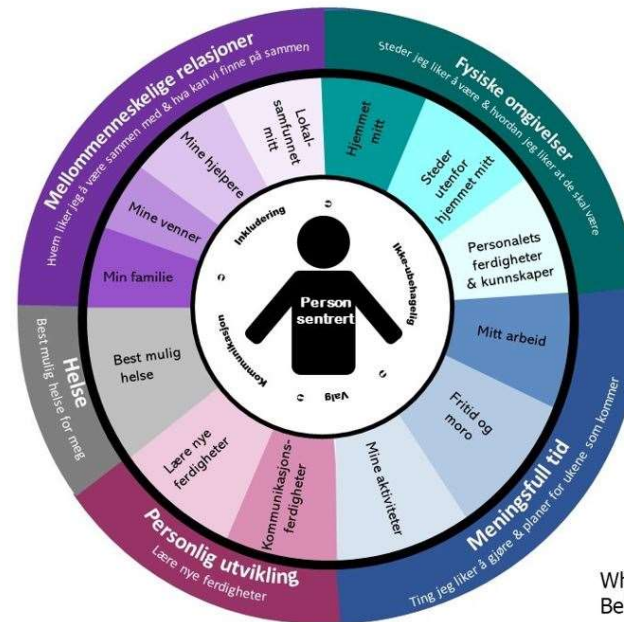 Mellommenneskelige relasjoner
Hvem liker jeg å være sammen med & hva kan vi finne på sammen
Fysiske omgivelser
Steder jeg liker å være & hvordan jeg liker at de skal være
Meningsfull tid
Ting jeg liker å gjøre & planer for ukene som kommer
Personlig utvikling
Lære nye ferdigheter
Helse
Best mulig helse for meg
Lokal-
samfunnet
mitt
Hjemmet
mitt
Steder
utenfor
hjemmet mitt
Personalets
ferdigheter
& kunnskaper
Mitt arbeid
Fritid og
moro
Mine aktiviteter
Kommunikasjons-
ferdigheter
Lære nye
ferdigheter
Best mulig
helse
Min familie
Mine venner
Mine hjelpere
Inkludering
Ikke-ubehagelig
Valg
Kommunikasjon
Person
sentrert
Wh
Be